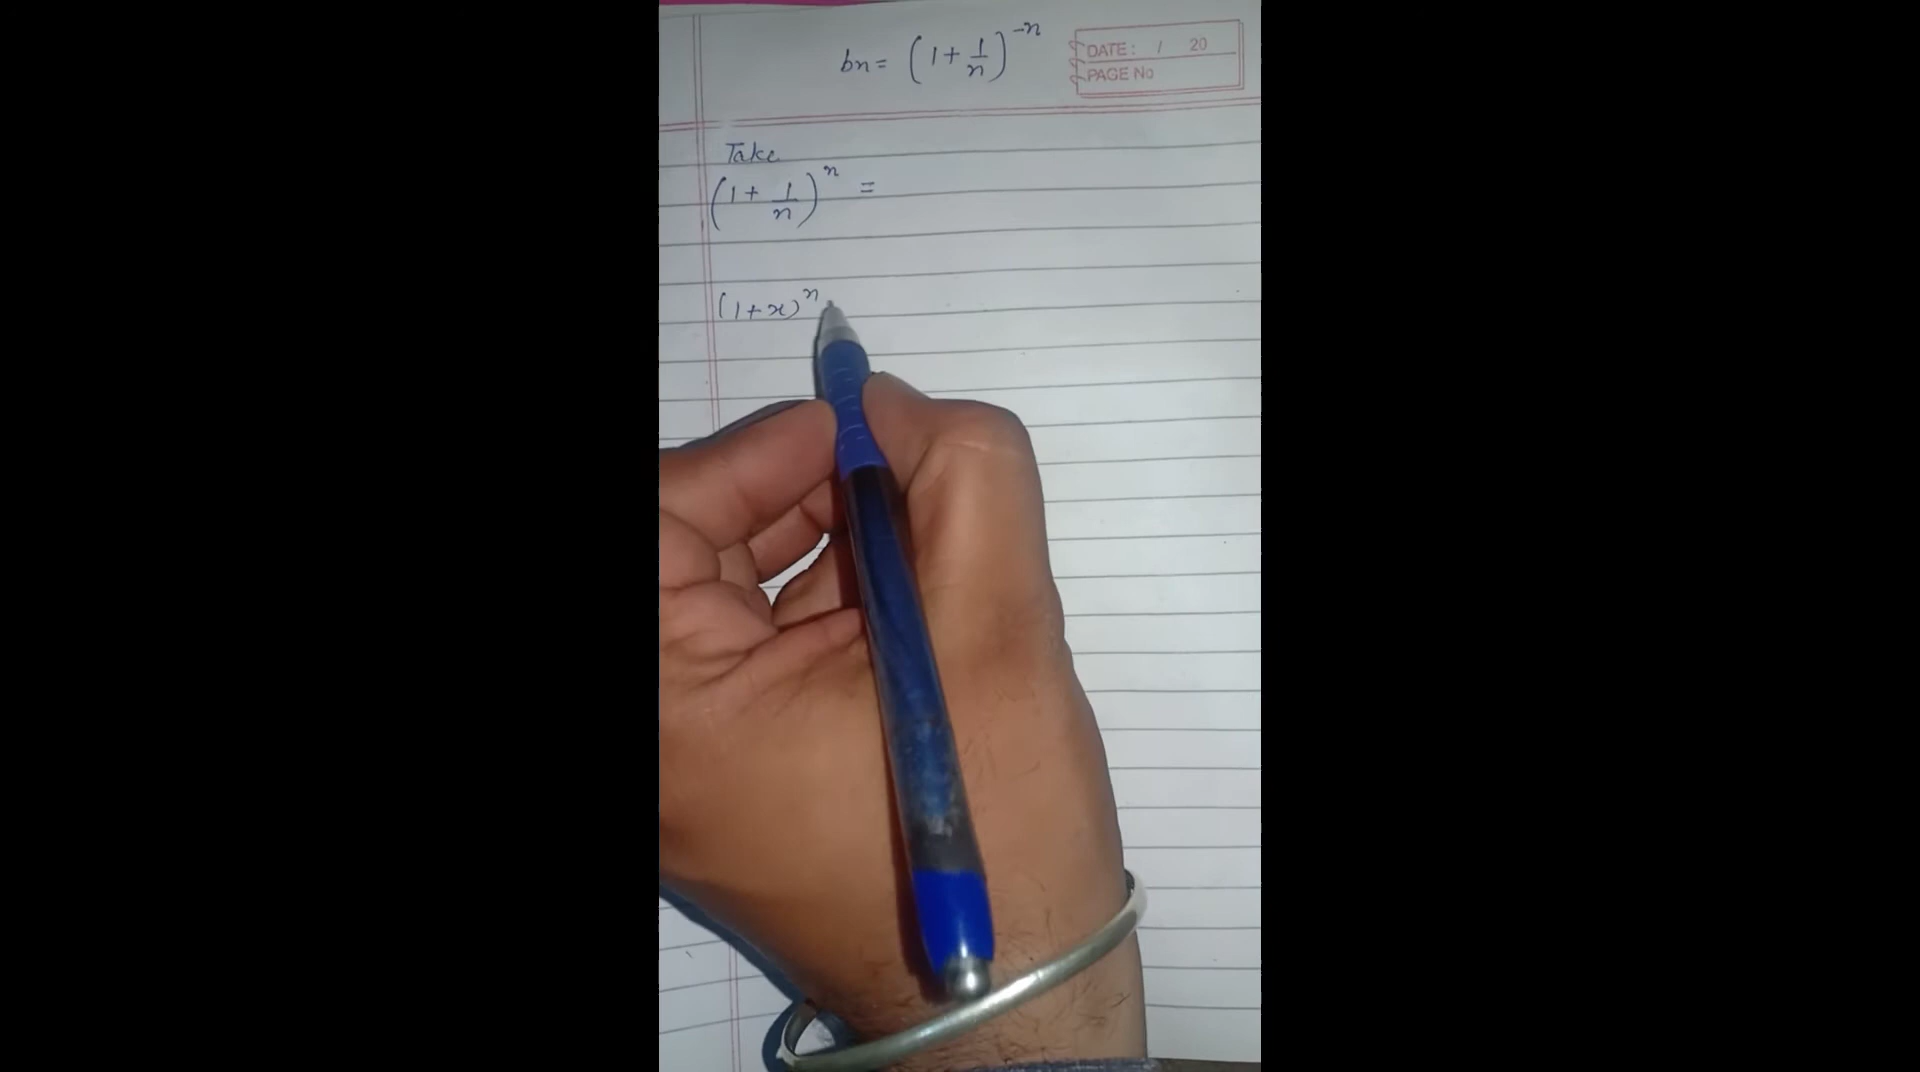 bn = (1 + 1/n)^-n
DATE: / 20
PAGE No
Take
(1 + 1/n)^n =
(1+x)^n